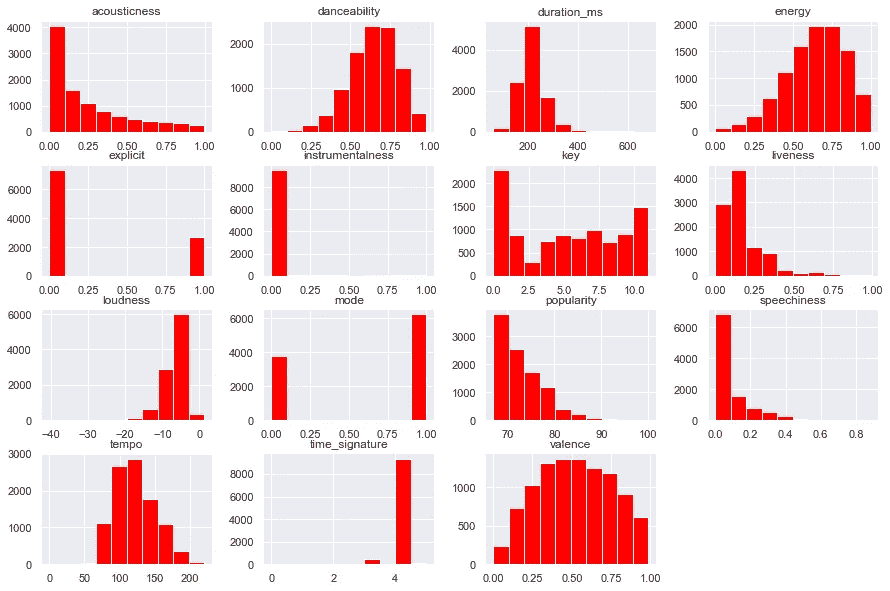 acousticness danceability duration_ms energy
4000 3000 2000 1000 0
2000 1000 0
4000 2000 0
2000 1500 1000 500 0
0.00 0.25 0.50 0.75 1.00
0.00 0.25 0.50 0.75 1.00
200 400 600
0.00 0.25 0.50 0.75 1.00
explicit instrumentalness key liveness
6000 4000 2000 0
8000 6000 4000 2000 0
2000 1500 1000 500 0
4000 3000 2000 1000 0
0.00 0.25 0.50 0.75 1.00
0.00 0.25 0.50 0.75 1.00
0.0 2.5 5.0 7.5 10.0
0.00 0.25 0.50 0.75 1.00
loudness mode popularity speechiness
6000 4000 2000 0
6000 4000 2000 0
3000 2000 1000 0
6000 4000 2000 0
-40 -30 -20 -10 0
0.00 0.25 0.50 0.75 1.00
70 80 90 100
0.0 0.2 0.4 0.6 0.8
tempo time_signature valence
3000 2000 1000 0
8000 6000 4000 2000 0
1000 500 0
0 50 100 150 200
0 2 4
0.00 0.25 0.50 0.75 1.00